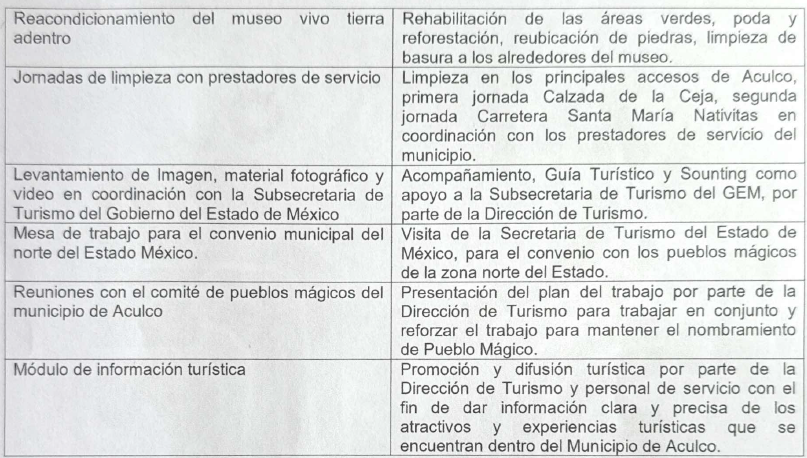 Reacondicionamiento del museo vivo tierra
adentro
Rehabilitación de las áreas verdes, poda y
reforestación, reubicación de piedras, limpieza de
basura a los alrededores del museo.
Jornadas de limpieza con prestadores de servicio
Limpieza en los principales accesos de Aculco,
primera jornada Calzada de la Ceja, segunda
jornada Carretera Santa María Nativitas en
coordinación con los prestadores de servicio del
municipio.
Levantamiento de Imagen, material fotográfico y
video en coordinación con la Subsecretaria de
Turismo del Gobierno del Estado de México
Acompañamiento, Guía Turístico y Sounting como
apoyo a la Subsecretaria de Turismo del GEM, por
parte de la Dirección de Turismo.
Mesa de trabajo para el convenio municipal del
norte del Estado México.
Visita de la Secretaria de Turismo del Estado de
México, para el convenio con los pueblos mágicos
de la zona norte del Estado.
Reuniones con el comité de pueblos mágicos del
municipio de Aculco
Presentación del plan del trabajo por parte de la
Dirección de Turismo para trabajar en conjunto y
reforzar el trabajo para mantener el nombramiento
de Pueblo Mágico.
Módulo de información turística
Promoción y difusión turística por parte de la
Dirección de Turismo y personal de servicio con el
fin de dar información clara y precisa de los
atractivos y experiencias turísticas que se
encuentran dentro del Municipio de Aculco.